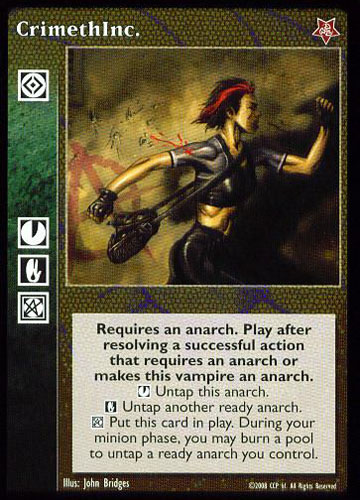 CrimethInc.
Requires an anarch. Play after
resolving a successful action
that requires an anarch or
makes this vampire an anarch.
Untap this anarch.
Untap another ready anarch.
Put this card in play. During your
minion phase, you may burn a pool
to untap a ready anarch you control.
Illus: John Bridges
©2008 CCP hf. All Rights Reserved